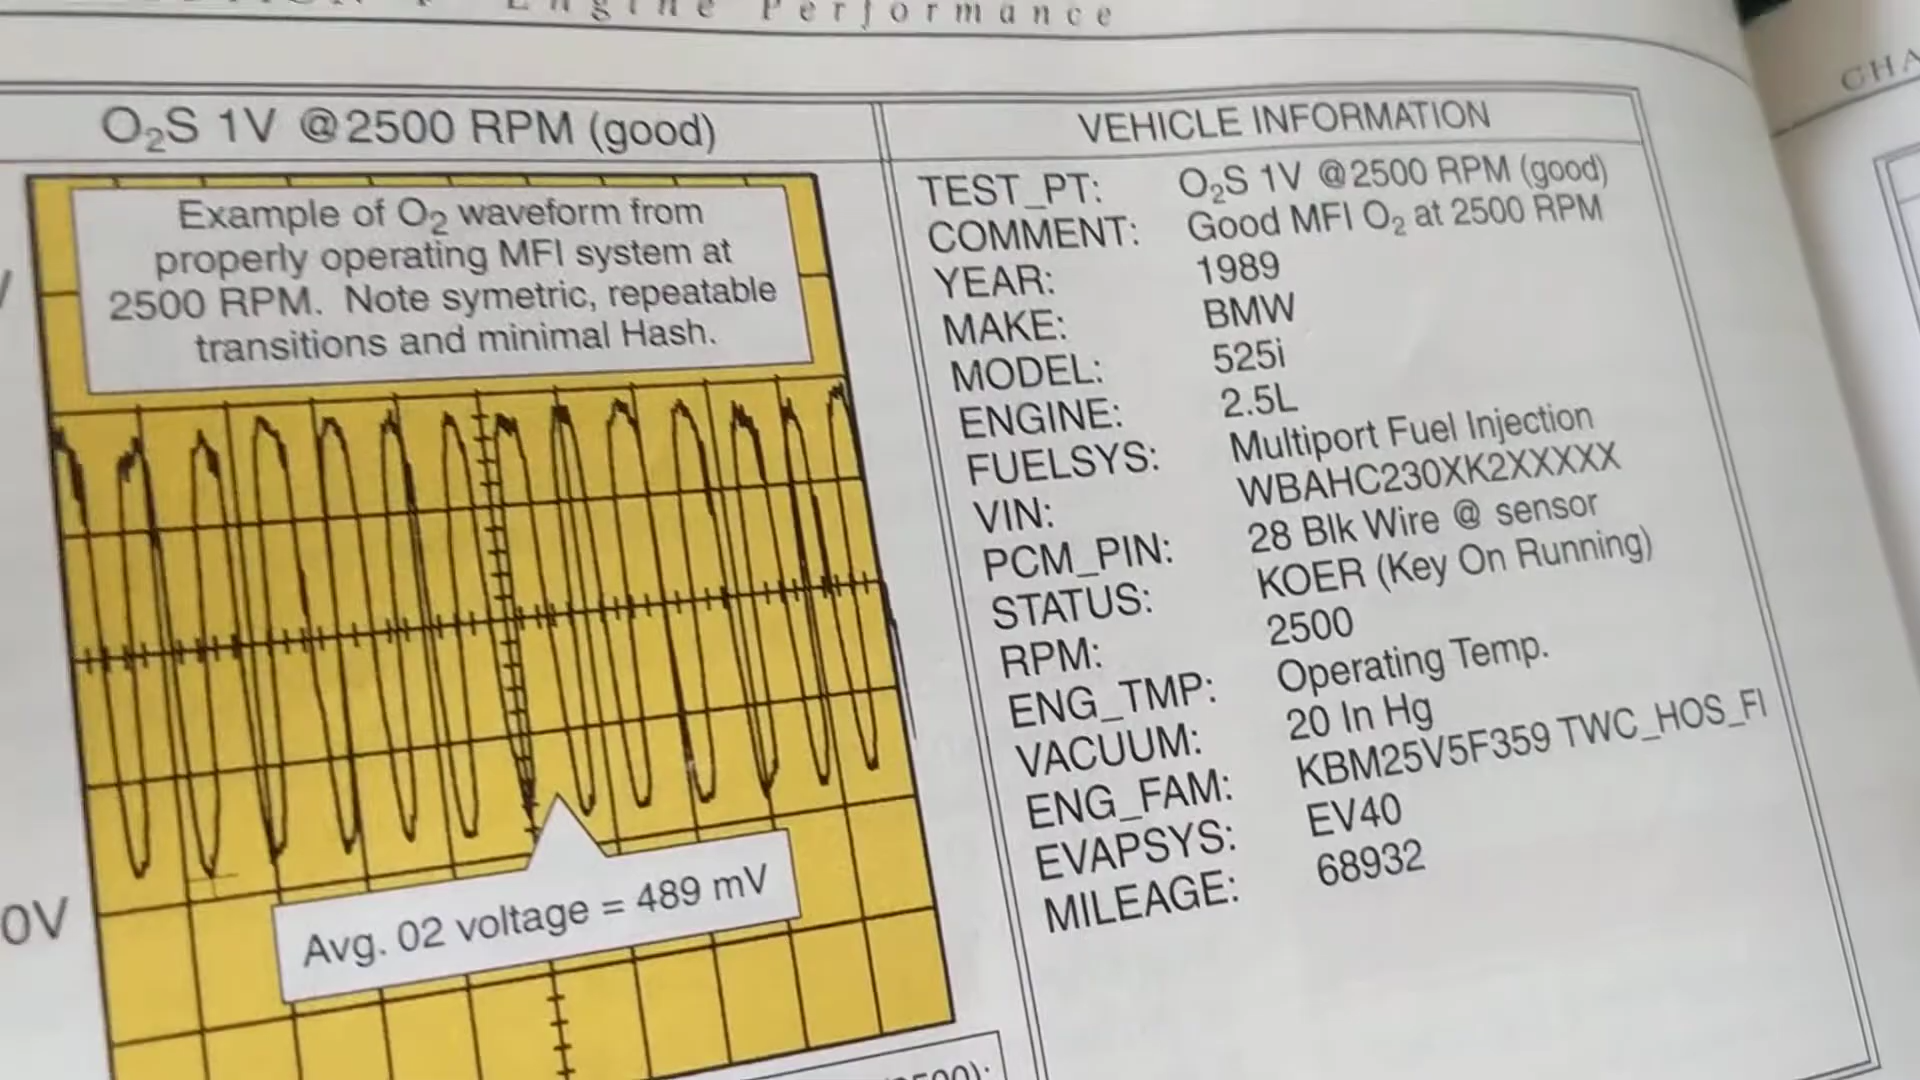 Engine Performance
CHA
O₂S 1V @2500 RPM (good)
VEHICLE INFORMATION
Example of O₂ waveform from
properly operating MFI system at
2500 RPM. Note symetric, repeatable
transitions and minimal Hash.
0V
Avg. 02 voltage = 489 mV
TEST_PT: O₂S 1V @2500 RPM (good)
COMMENT: Good MFI O₂ at 2500 RPM
YEAR: 1989
MAKE: BMW
MODEL: 525i
ENGINE: 2.5L
FUELSYS: Multiport Fuel Injection
VIN: WBAHC230XK2XXXXX
PCM_PIN: 28 Blk Wire @ sensor
STATUS: KOER (Key On Running)
RPM: 2500
ENG_TMP: Operating Temp.
VACUUM: 20 In Hg
ENG_FAM: KBM25V5F359 TWC_HOS_FI
EVAPSYS: EV40
MILEAGE: 68932